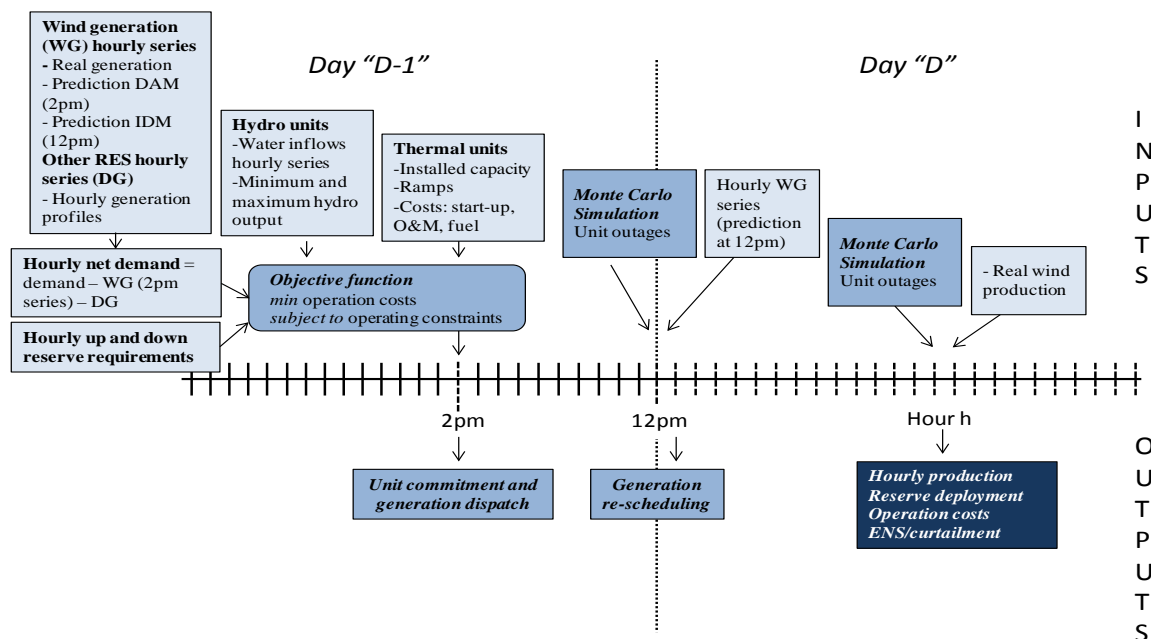 Wind generation
(WG) hourly series
- Real generation
- Prediction DAM
(2pm)
- Prediction IDM
(12pm)
Other RES hourly
series (DG)
- Hourly generation
profiles
Day “D-1”
Day “D”
Hydro units
-Water inflows
hourly series
-Minimum and
maximum hydro
output
Thermal units
-Installed capacity
-Ramps
-Costs: start-up,
O&M, fuel
Monte Carlo
Simulation
Unit outages
Hourly WG
series
(prediction
at 12pm)
Monte Carlo
Simulation
Unit outages
- Real wind
production
I
N
P
U
T
S
Hourly net demand =
demand – WG (2pm
series) – DG
Objective function
min operation costs
subject to operating constraints
Hourly up and down
reserve requirements
2pm
12pm
Hour h
Unit commitment and
generation dispatch
Generation
re-scheduling
Hourly production
Reserve deployment
Operation costs
ENS/curtailment
O
U
T
P
U
T
S